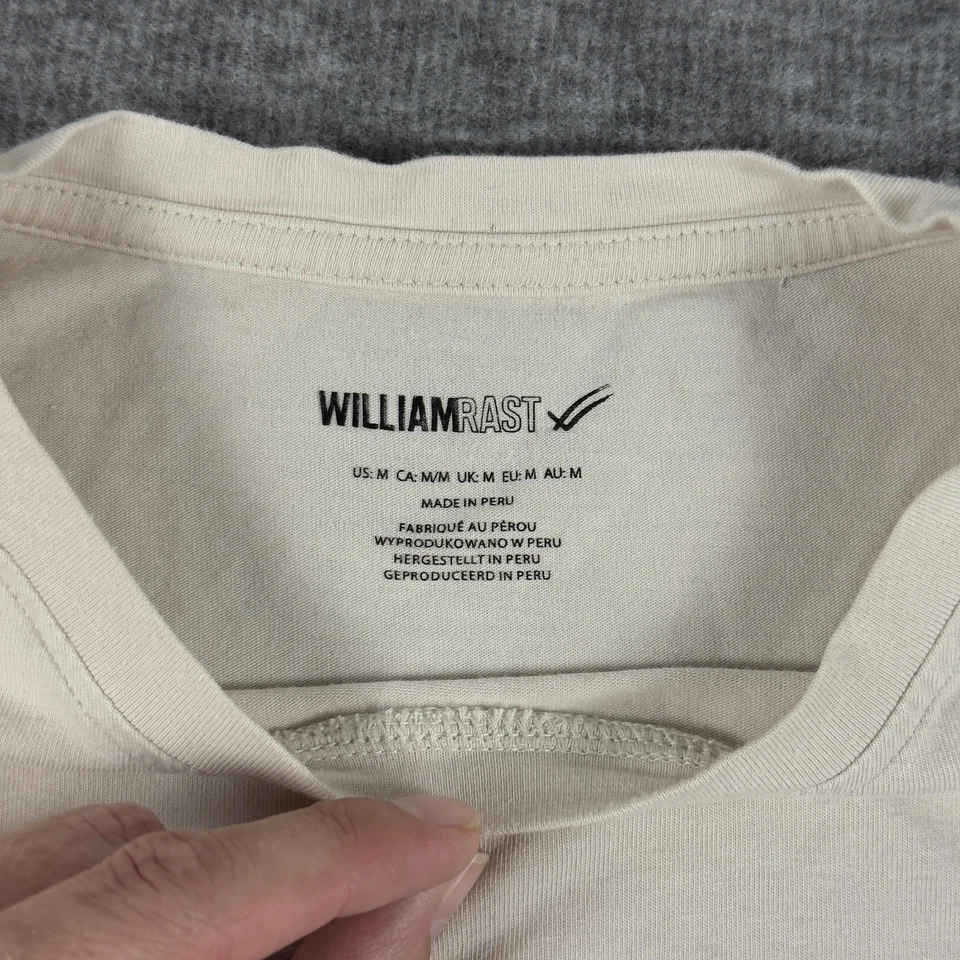 WILLIAMRAST
US: M CA: M/M UK: M EU: M AU: M
MADE IN PERU
FABRIQUÉ AU PÉROU
WYPRODUKOWANO W PERU
HERGESTELLT IN PERU
GEPRODUCEERD IN PERU